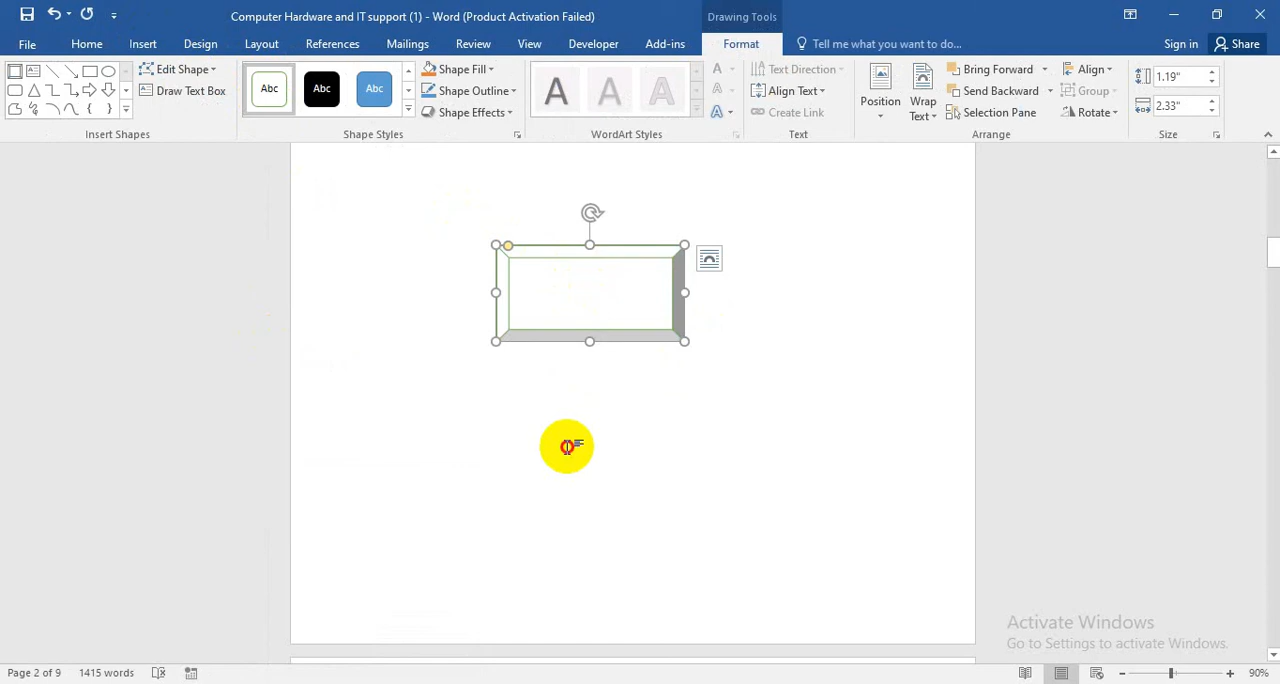 Computer Hardware and IT support (1) - Word (Product Activation Failed)
Drawing Tools
File Home Insert Design Layout References Mailings Review View Developer Add-ins Format Tell me what you want to do... Sign in Share
Edit Shape
Draw Text Box
Insert Shapes
Abc Abc Abc
Shape Fill
Shape Outline
Shape Effects
Shape Styles
A A A
WordArt Styles
A
A
A
Text Direction
Align Text
Create Link
Text
Position
Wrap
Text
Bring Forward
Send Backward
Selection Pane
Align
Group
Rotate
Arrange
1.19"
2.33"
Size
Activate Windows
Go to Settings to activate Windows.
Page 2 of 9 1415 words
90%